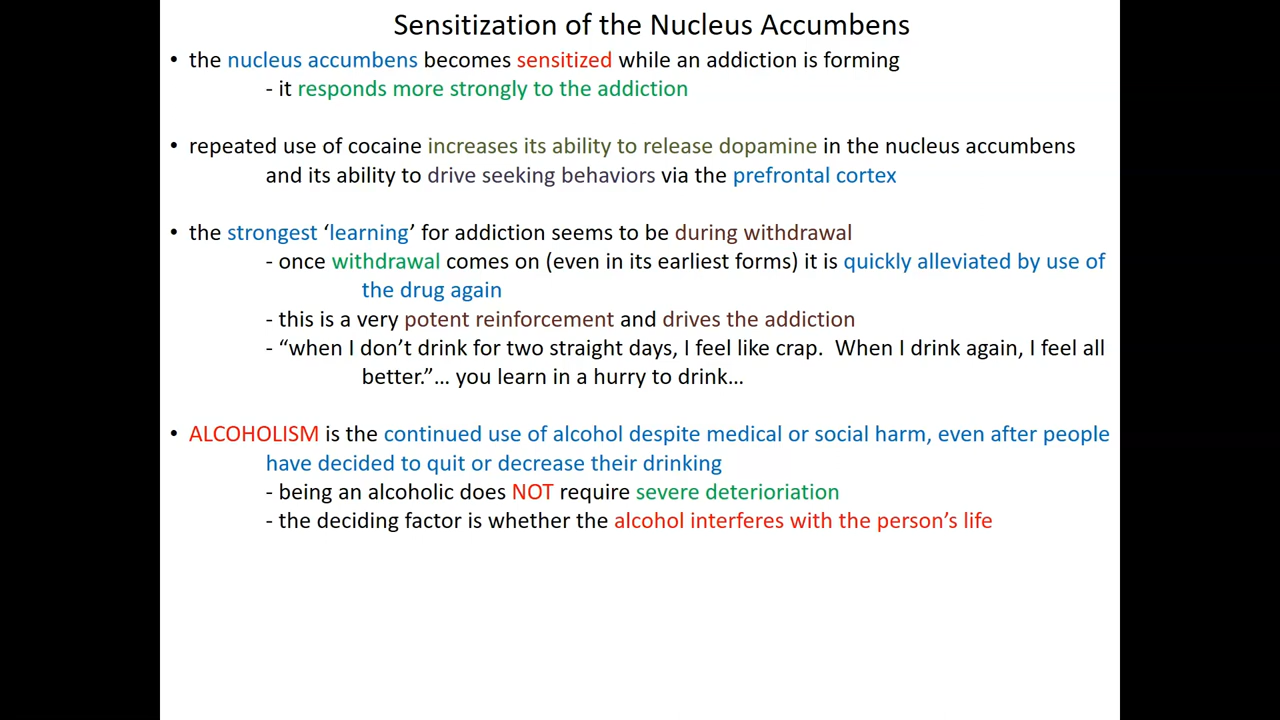 Sensitization of the Nucleus Accumbens
• the nucleus accumbens becomes sensitized while an addiction is forming
- it responds more strongly to the addiction
• repeated use of cocaine increases its ability to release dopamine in the nucleus accumbens
and its ability to drive seeking behaviors via the prefrontal cortex
• the strongest ‘learning’ for addiction seems to be during withdrawal
- once withdrawal comes on (even in its earliest forms) it is quickly alleviated by use of
the drug again
- this is a very potent reinforcement and drives the addiction
- “when I don’t drink for two straight days, I feel like crap.  When I drink again, I feel all
better.”… you learn in a hurry to drink…
• ALCOHOLISM is the continued use of alcohol despite medical or social harm, even after people
have decided to quit or decrease their drinking
- being an alcoholic does NOT require severe deterioriation
- the deciding factor is whether the alcohol interferes with the person’s life